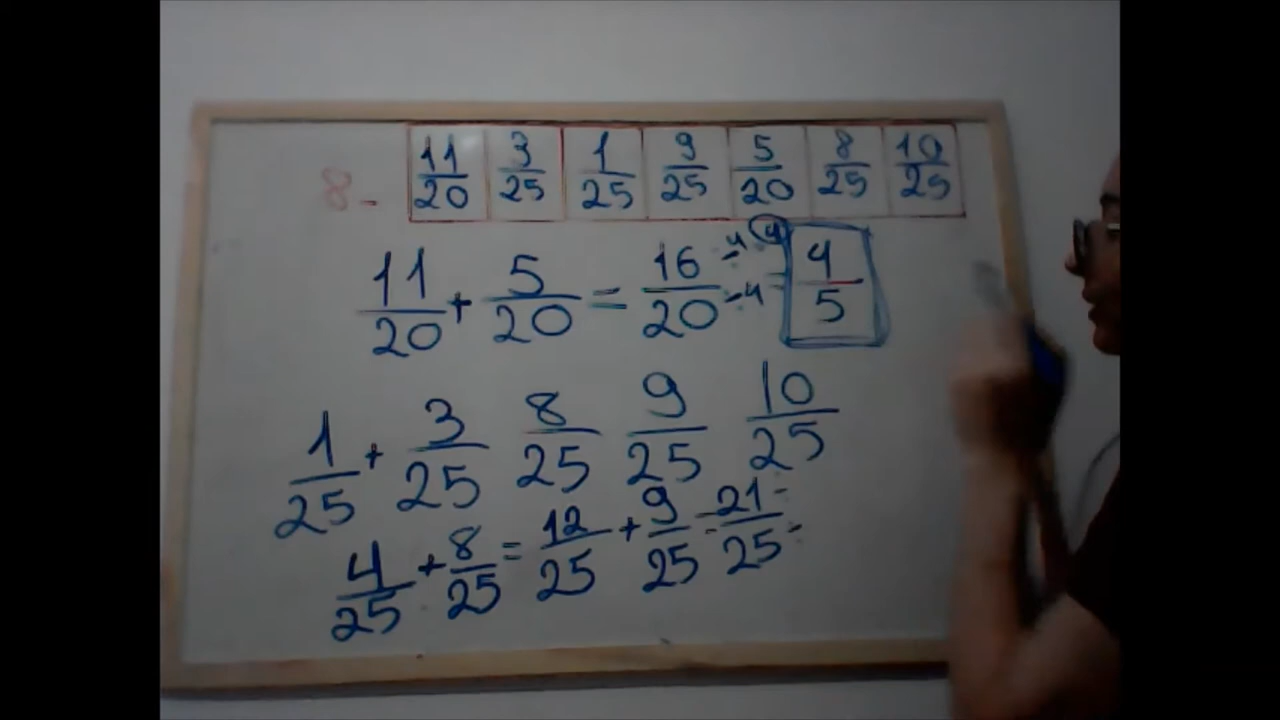 8- 11/20 3/25 1/25 9/25 5/20 8/25 10/25
11/20 + 5/20 = 16/20 ÷4 ÷4 = 4/5
1/25 + 3/25 8/25 9/25 10/25
4/25 + 8/25 = 12/25 + 9/25 = 21/25